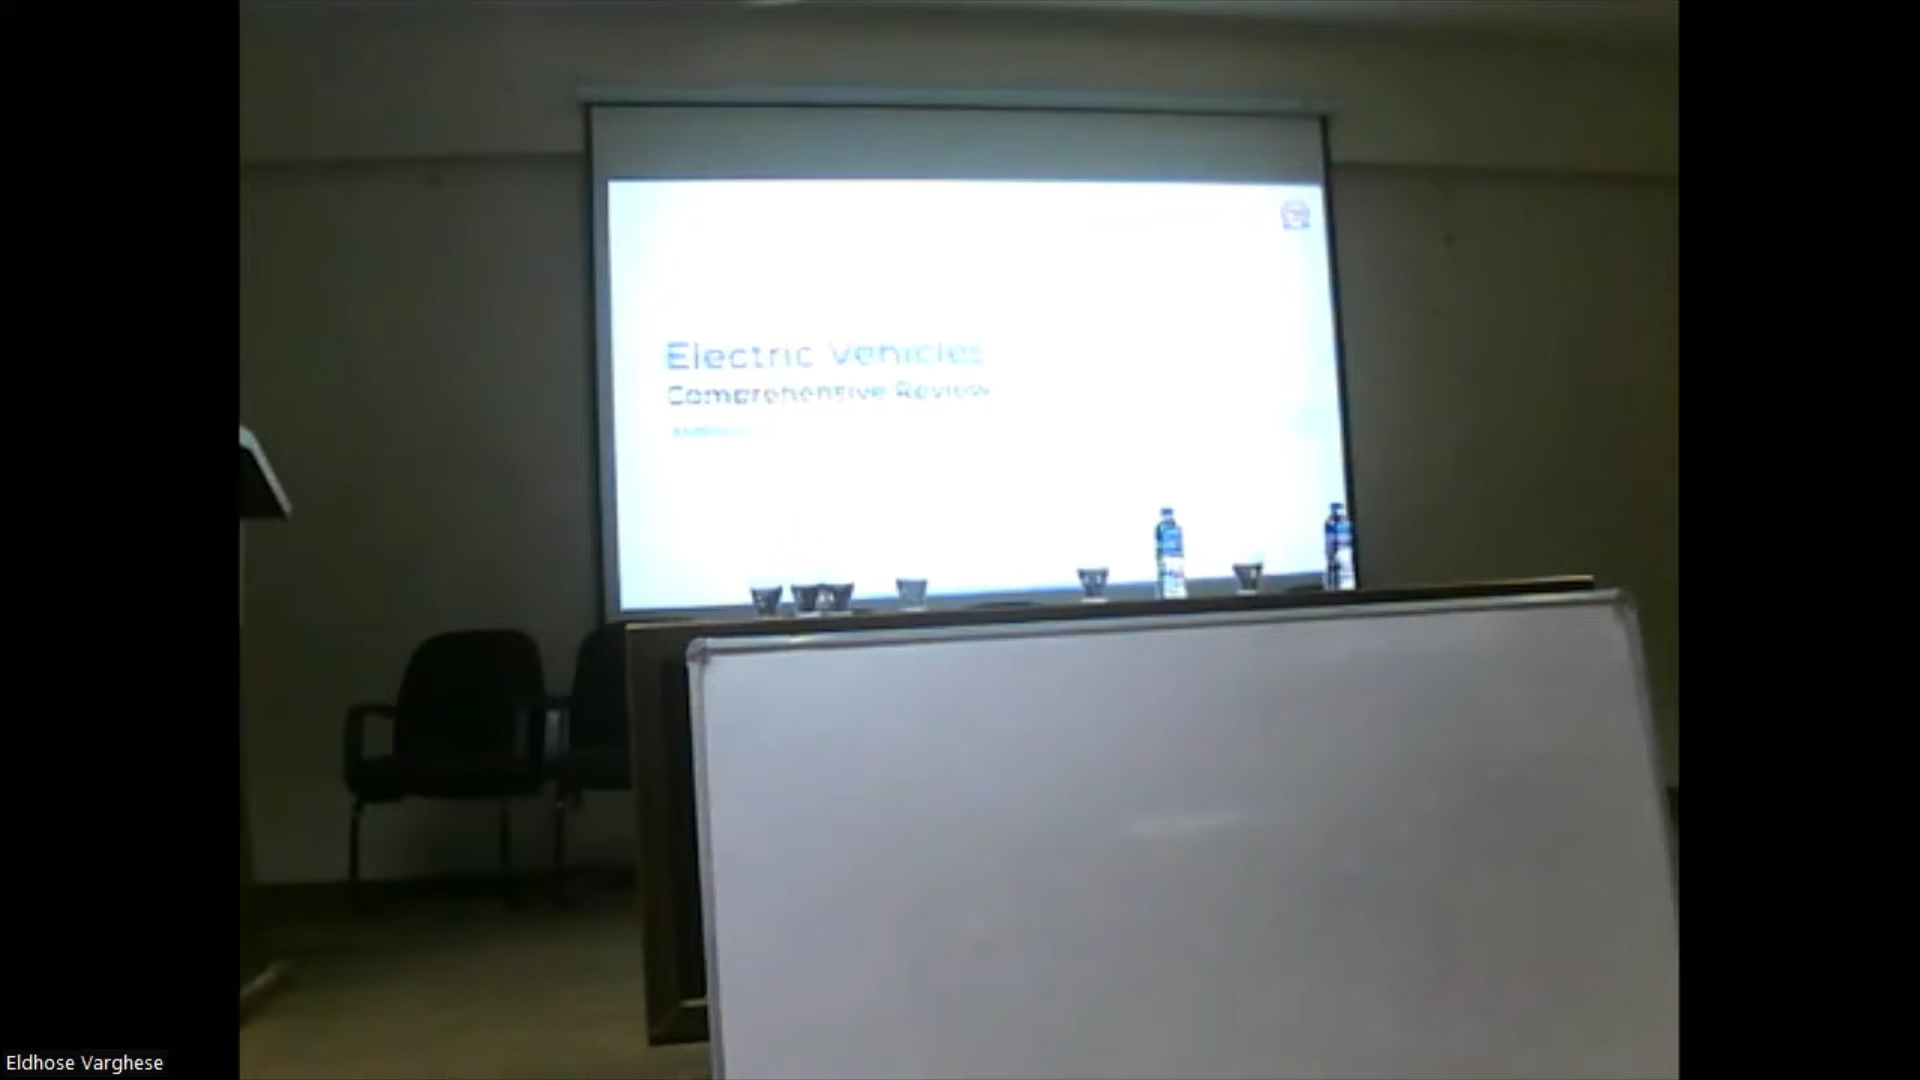 Electric Vehicles
Comprehensive Review
Eldhose Varghese